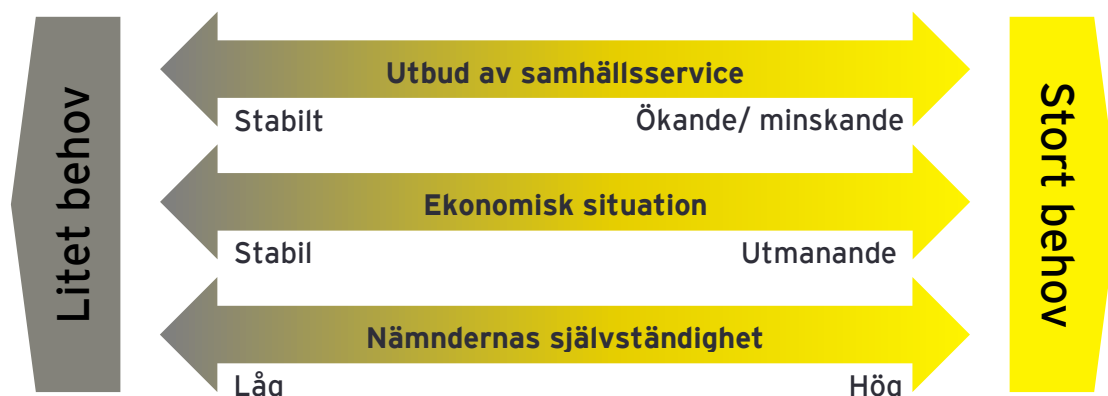 Litet behov
Utbud av samhällsservice
Stabilt
Ökande/ minskande
Ekonomisk situation
Stabil
Utmanande
Nämndernas självständighet
Låg
Hög
Stort behov